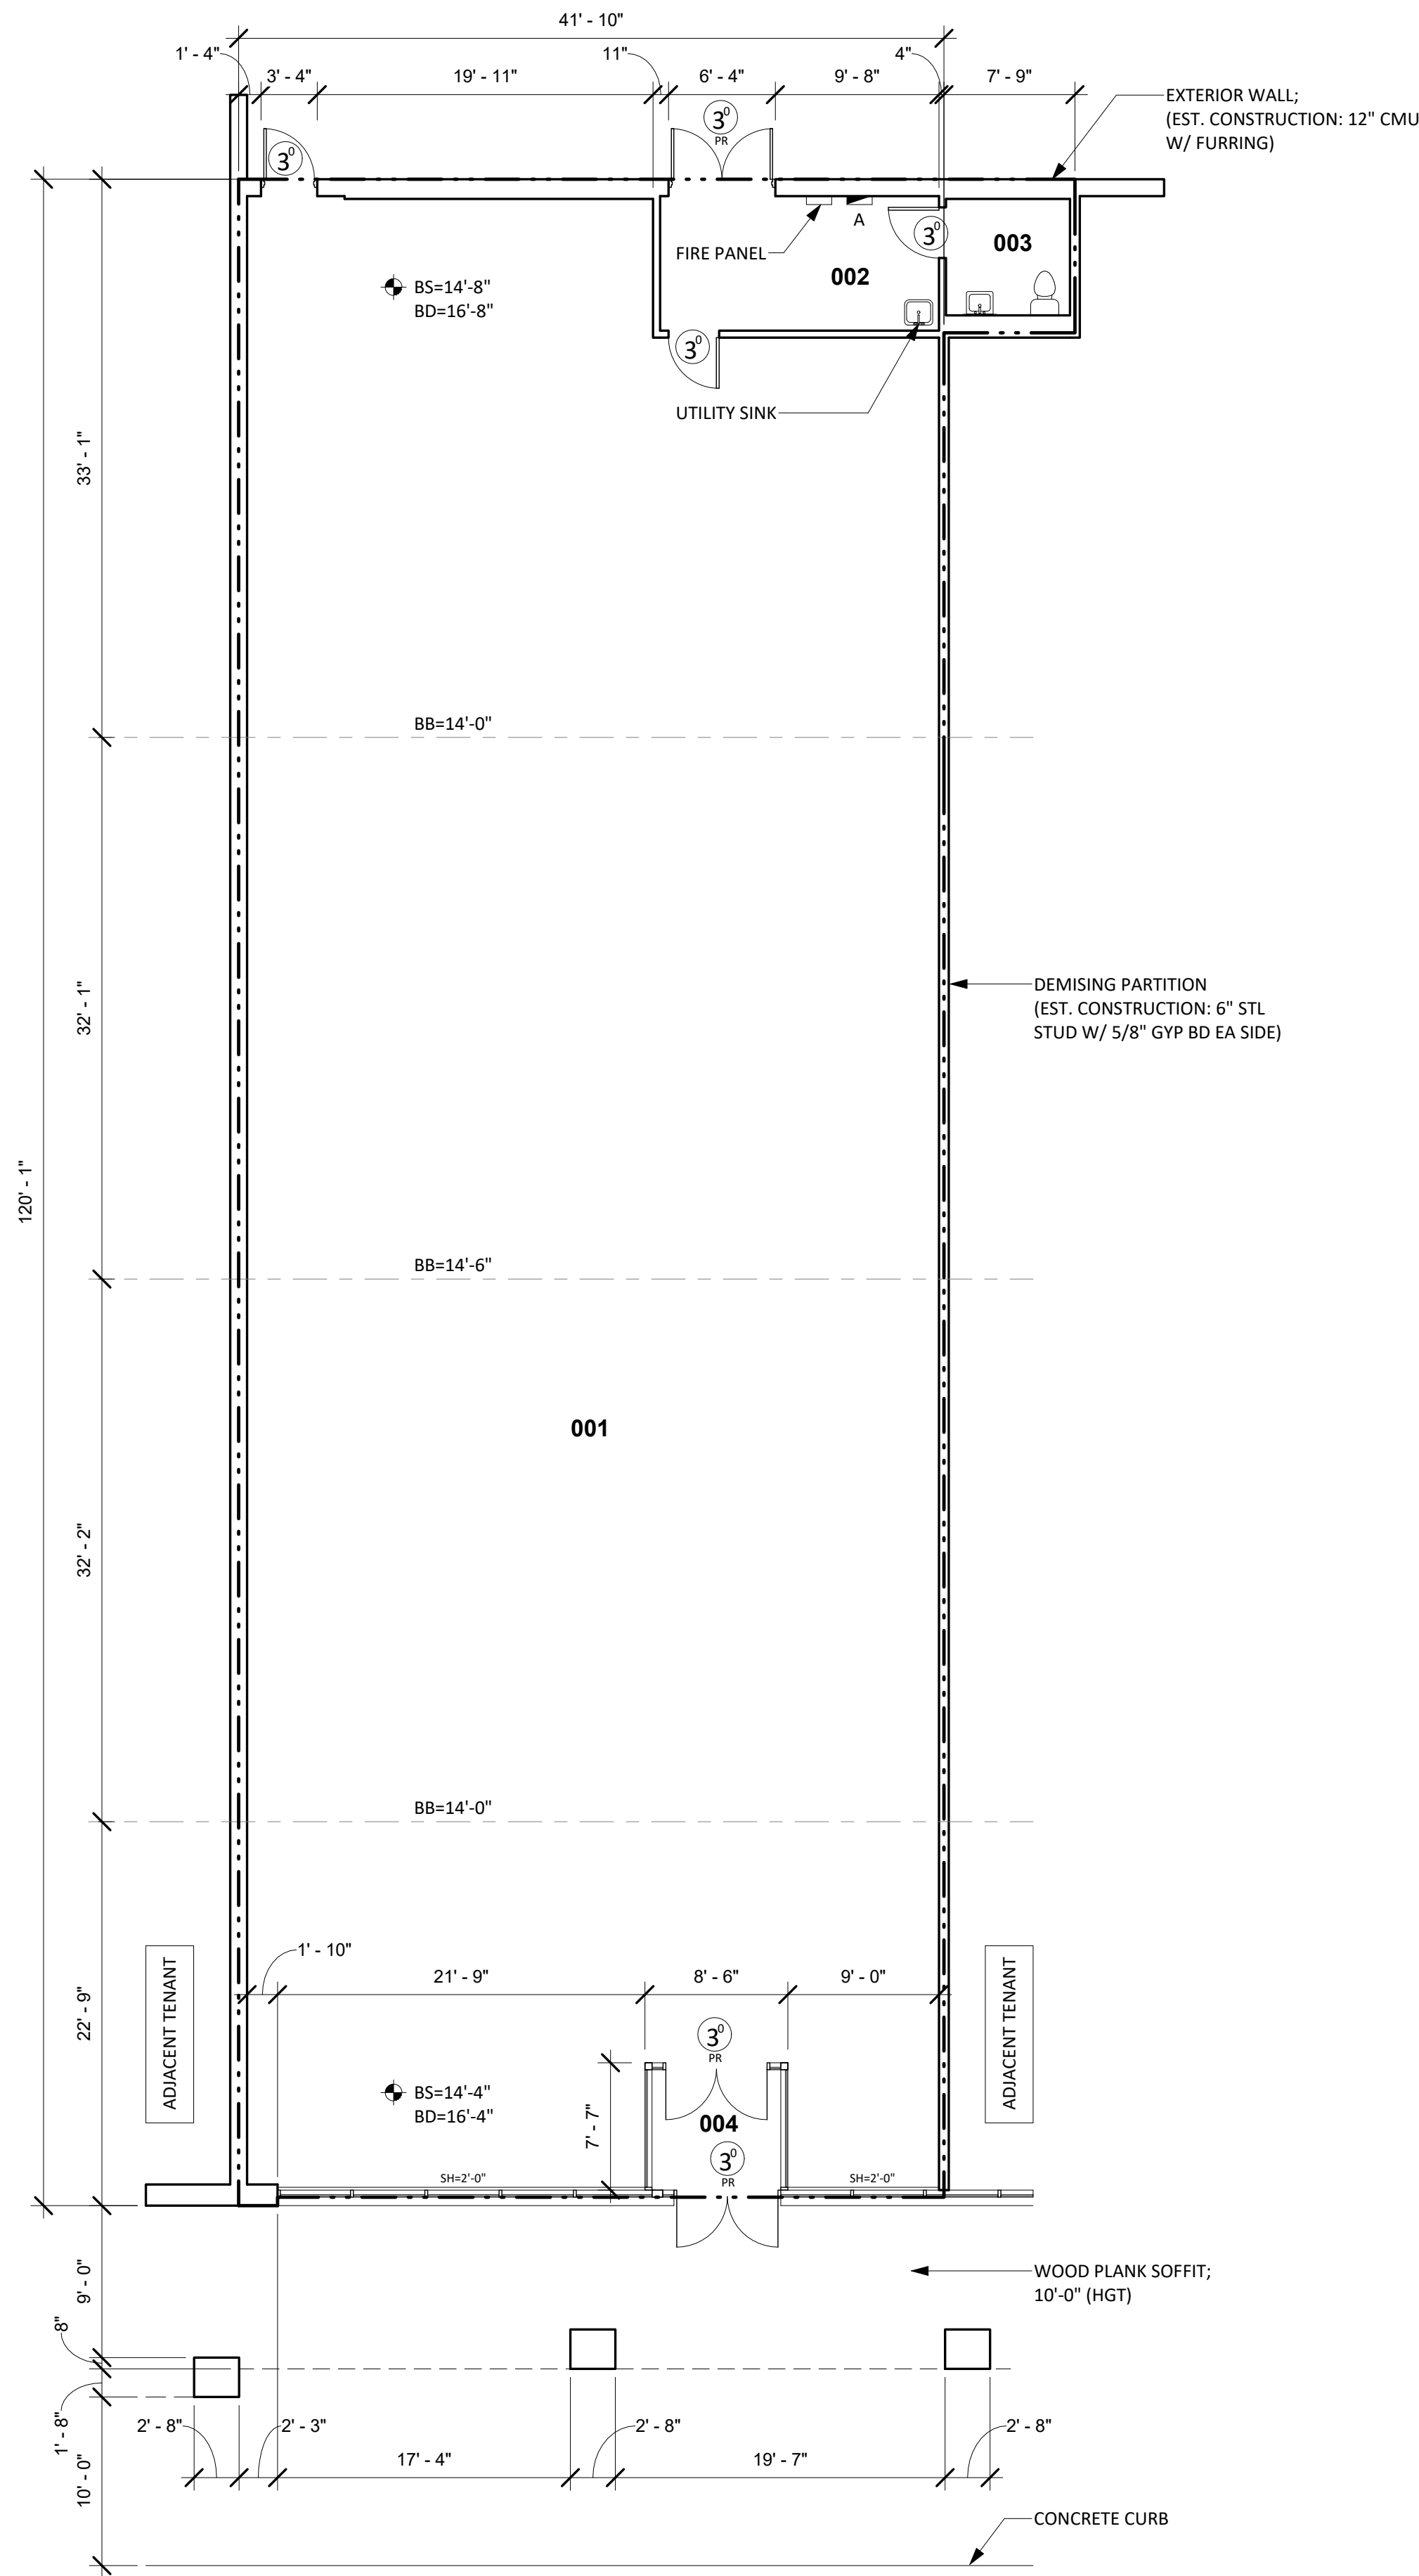 41' - 10"
1' - 4"
11"
4"
3' - 4"
19' - 11"
6' - 4"
9' - 8"
7' - 9"
EXTERIOR WALL;
(EST. CONSTRUCTION: 12" CMU
W/ FURRING)
3⁰
PR
3⁰
FIRE PANEL
A
3⁰
003
002
BS=14'-8"
BD=16'-8"
3⁰
UTILITY SINK
33' - 1"
BB=14'-0"
DEMISING PARTITION
(EST. CONSTRUCTION: 6" STL
STUD W/ 5/8" GYP BD EA SIDE)
32' - 1"
120' - 1"
BB=14'-6"
001
32' - 2"
BB=14'-0"
1' - 10"
21' - 9"
8' - 6"
9' - 0"
22' - 9"
ADJACENT TENANT
ADJACENT TENANT
3⁰
PR
BS=14'-4"
BD=16'-4"
7' - 7"
004
3⁰
PR
SH=2'-0"
SH=2'-0"
9' - 0"
WOOD PLANK SOFFIT;
10'-0" (HGT)
8"
1' - 8"
2' - 8"
2' - 3"
2' - 8"
2' - 8"
17' - 4"
19' - 7"
10' - 0"
CONCRETE CURB